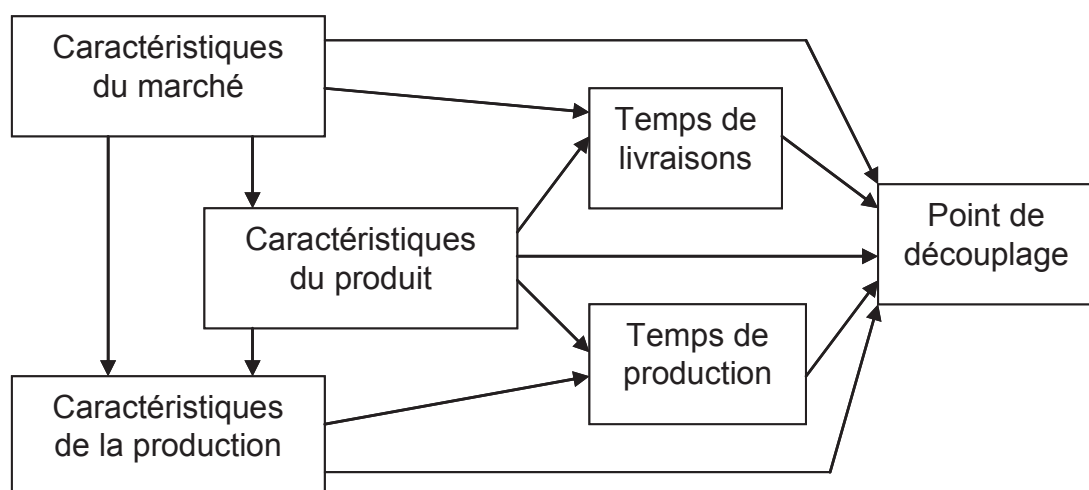 Caractéristiques
du marché
Temps de
livraisons
Caractéristiques
du produit
Point de
découplage
Temps de
production
Caractéristiques
de la production